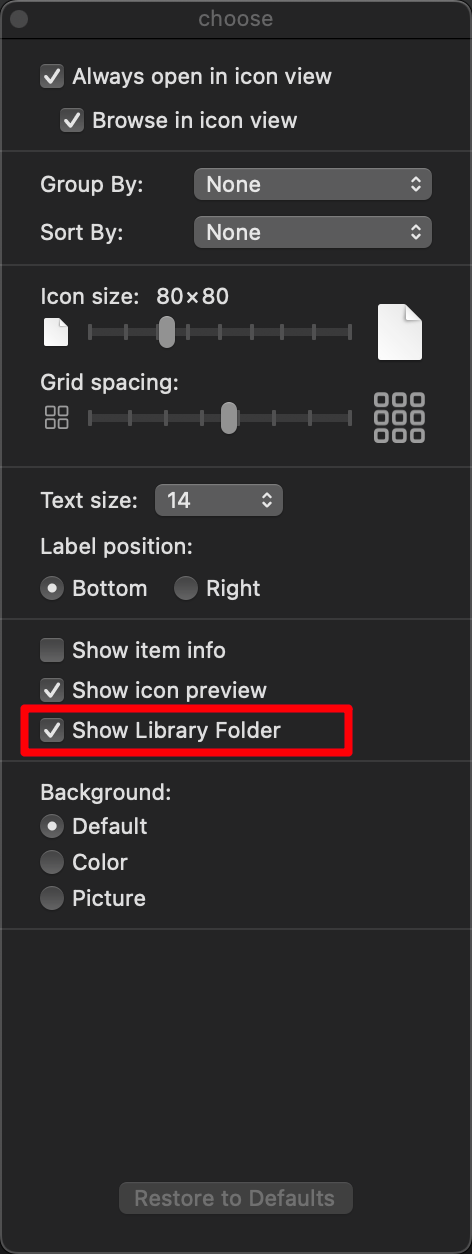 choose
Always open in icon view
Browse in icon view
Group By: None
Sort By: None
Icon size: 80×80
Grid spacing:
Text size: 14
Label position:
Bottom Right
Show item info
Show icon preview
Show Library Folder
Background:
Default
Color
Picture
Restore to Defaults